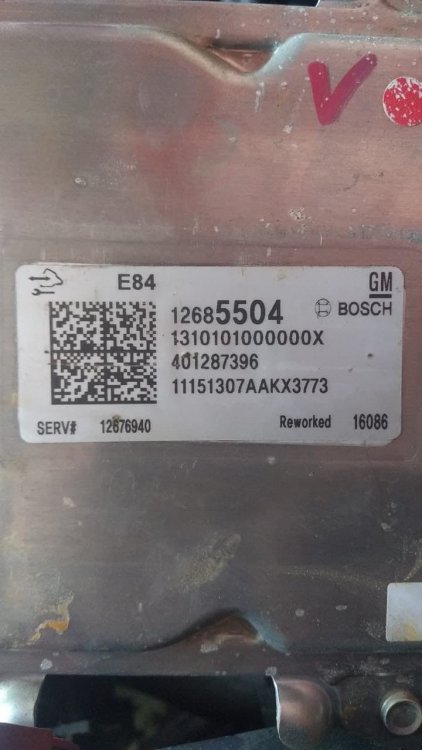 V
E84
GM
12685504
BOSCH
1310101000000X
401287396
11151307AAKX3773
SERV# 12676940
Reworked 16086